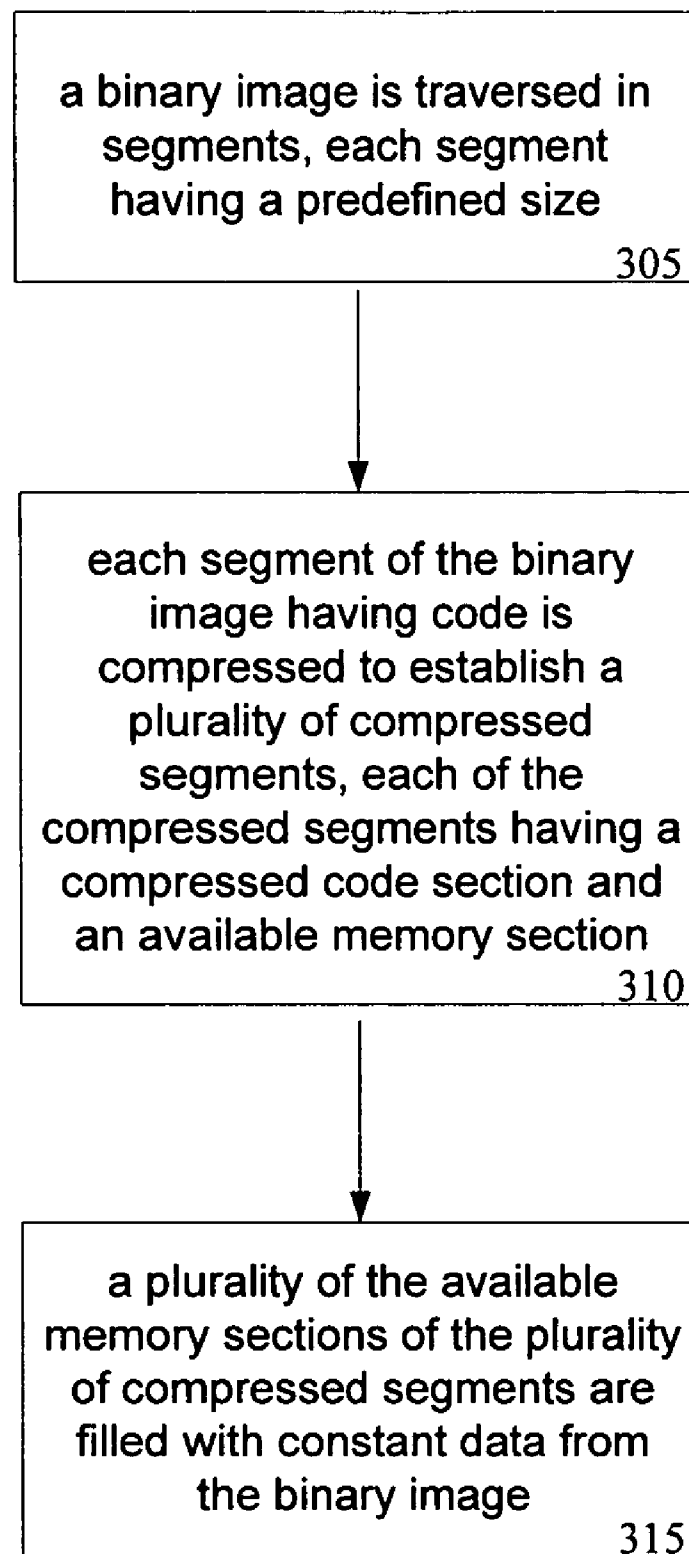 a binary image is traversed in
segments, each segment
having a predefined size
305
each segment of the binary
image having code is
compressed to establish a
plurality of compressed
segments, each of the
compressed segments having a
compressed code section and
an available memory section
310
a plurality of the available
memory sections of the plurality
of compressed segments are
filled with constant data from
the binary image
315